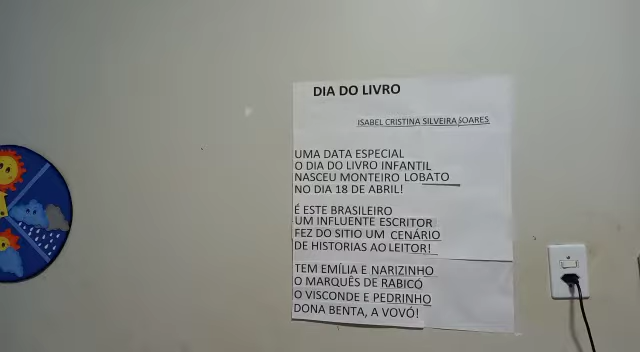 DIA DO LIVRO
ISABEL CRISTINA SILVEIRA SOARES
UMA DATA ESPECIAL
O DIA DO LIVRO INFANTIL
NASCEU MONTEIRO LOBATO
NO DIA 18 DE ABRIL!
É ESTE BRASILEIRO
UM INFLUENTE ESCRITOR
FEZ DO SITIO UM CENÁRIO
DE HISTORIAS AO LEITOR!
TEM EMÍLIA E NARIZINHO
O MARQUÊS DE RABICÓ
O VISCONDE E PEDRINHO
DONA BENTA, A VOVÓ!